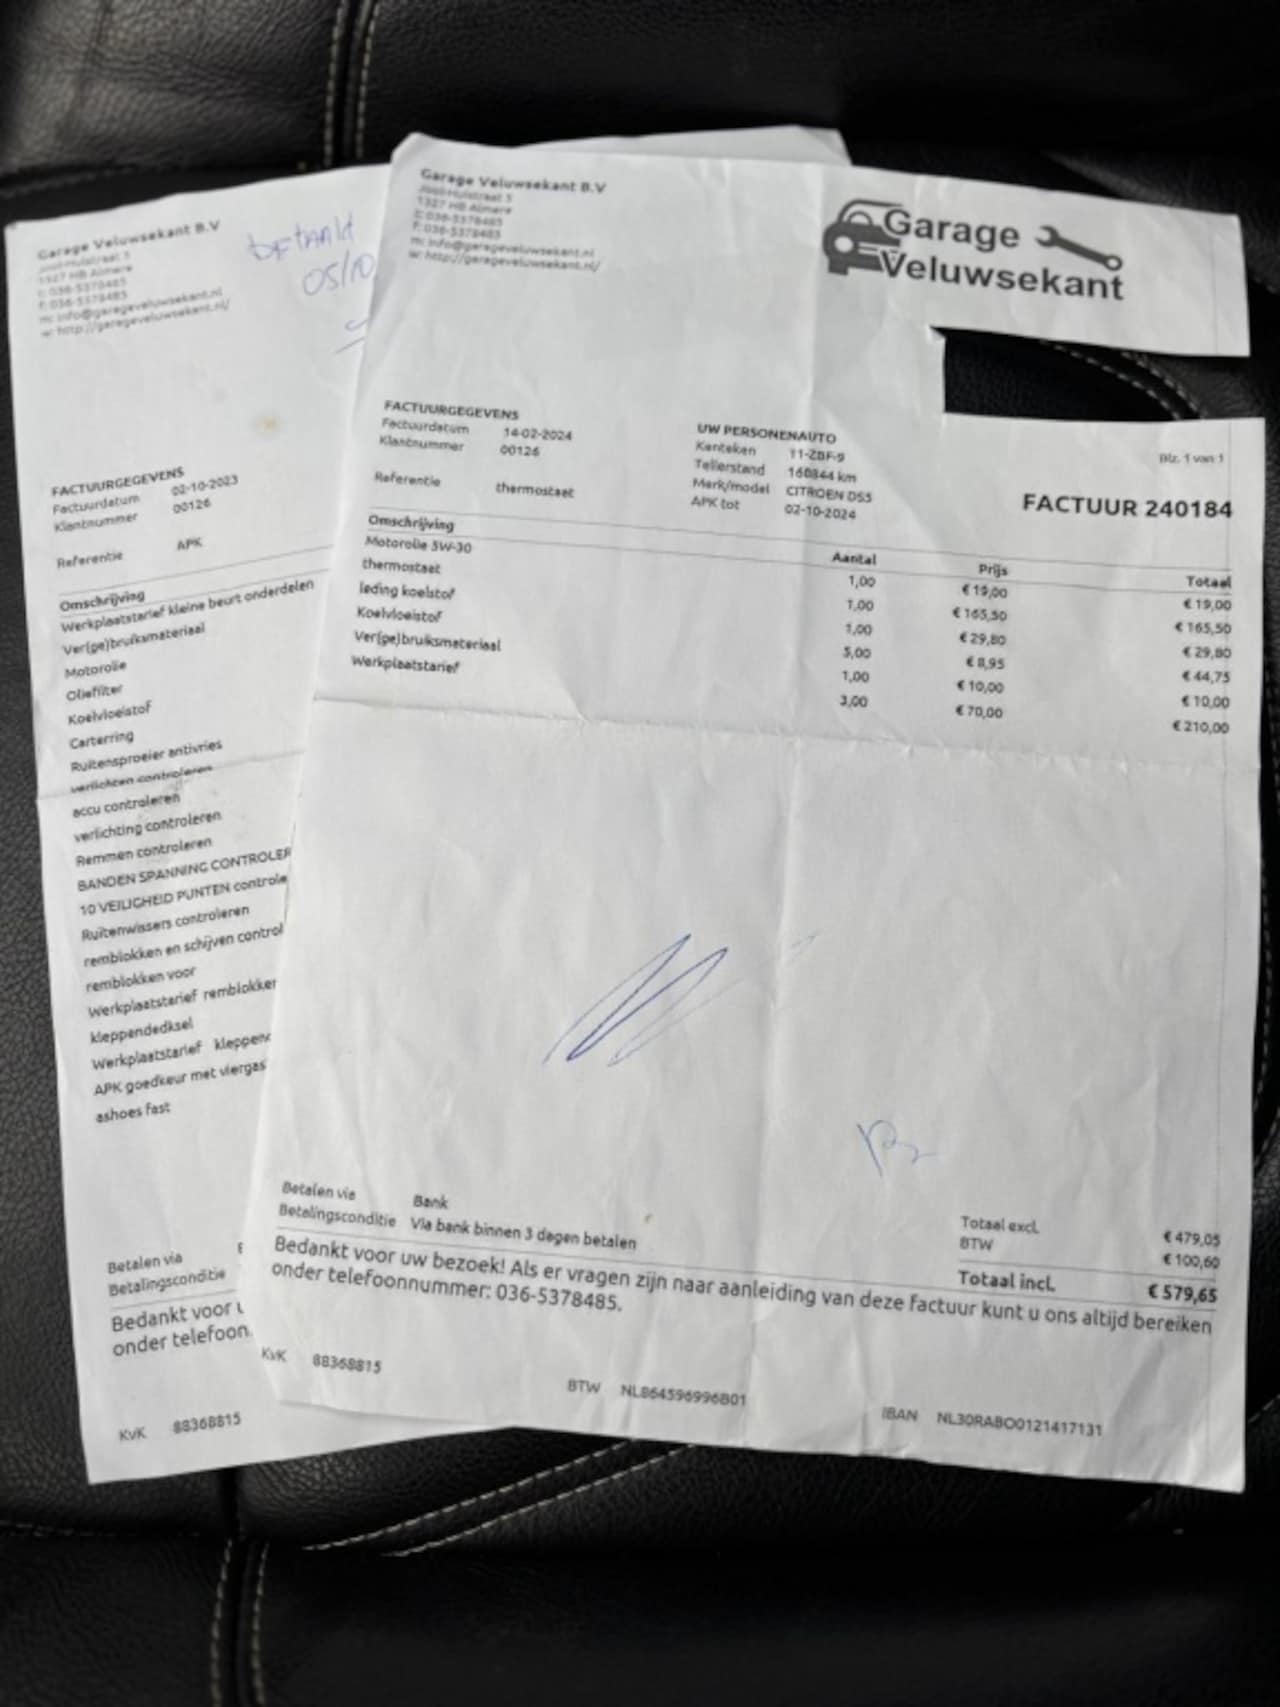 Garage Veluwsekant B.V
1327 HB Almere
t: 036-5378485
f: 036-5378485
m: info@garageveluwsekant.nl
w: http://garageveluwsekant.nl/
betaald
05/10
FACTUURGEGEVENS
Factuurdatum 02-10-2023
Klantnummer 00126
Referentie APK
Omschrijving
Werkplaatstarief kleine beurt onderdelen
Ver(ge)bruiksmateriaal
Motorolie
Oliefilter
Koelvloeistof
Carterring
Ruitensproeier antivries
verlichten controleren
accu controleren
verlichting controleren
Remmen controleren
BANDEN SPANNING CONTROLER
10 VEILIGHEID PUNTEN controle
Ruitenwissers controleren
remblokken en schijven control
remblokken voor
Werkplaatstarief remblokker
kleppendedksel
Werkplaatstarief kleppen
APK goedkeur met viergas
ashoes fast
Betalen via
Betalingsconditie
Bedankt voor u
onder telefoon
KvK 88368815
Garage Veluwsekant B.V
1327 HB Almere
t: 036-5378485
f: 036-5378485
m: info@garageveluwsekant.nl
w: http://garageveluwsekant.nl/
Garage
Veluwsekant
FACTUURGEGEVENS
Factuurdatum 14-02-2024
Klantnummer 00126
Referentie thermostaat
UW PERSONENAUTO
Kenteken 11-ZBF-9
Tellerstand 160844 km
Merk/model CITROEN DS5
APK tot 02-10-2024
Blz. 1 van 1
FACTUUR 240184
Omschrijving Aantal Prijs Totaal
Motorolie 5W-30 1,00 € 19,00 € 19,00
thermostaat 1,00 € 165,50 € 165,50
leding koelstof 1,00 € 29,80 € 29,80
Koelvloeistof 5,00 € 8,95 € 44,75
Ver(ge)bruiksmateriaal 1,00 € 10,00 € 10,00
Werkplaatstarief 3,00 € 70,00 € 210,00
Betalen via Bank
Betalingsconditie Via bank binnen 3 dagen betalen
Totaal excl. € 479,05
BTW € 100,60
Totaal incl. € 579,65
Bedankt voor uw bezoek! Als er vragen zijn naar aanleiding van deze factuur kunt u ons altijd bereiken
onder telefoonnummer: 036-5378485.
KvK 88368815
BTW NL864596996B01
IBAN NL30RABO0121417131